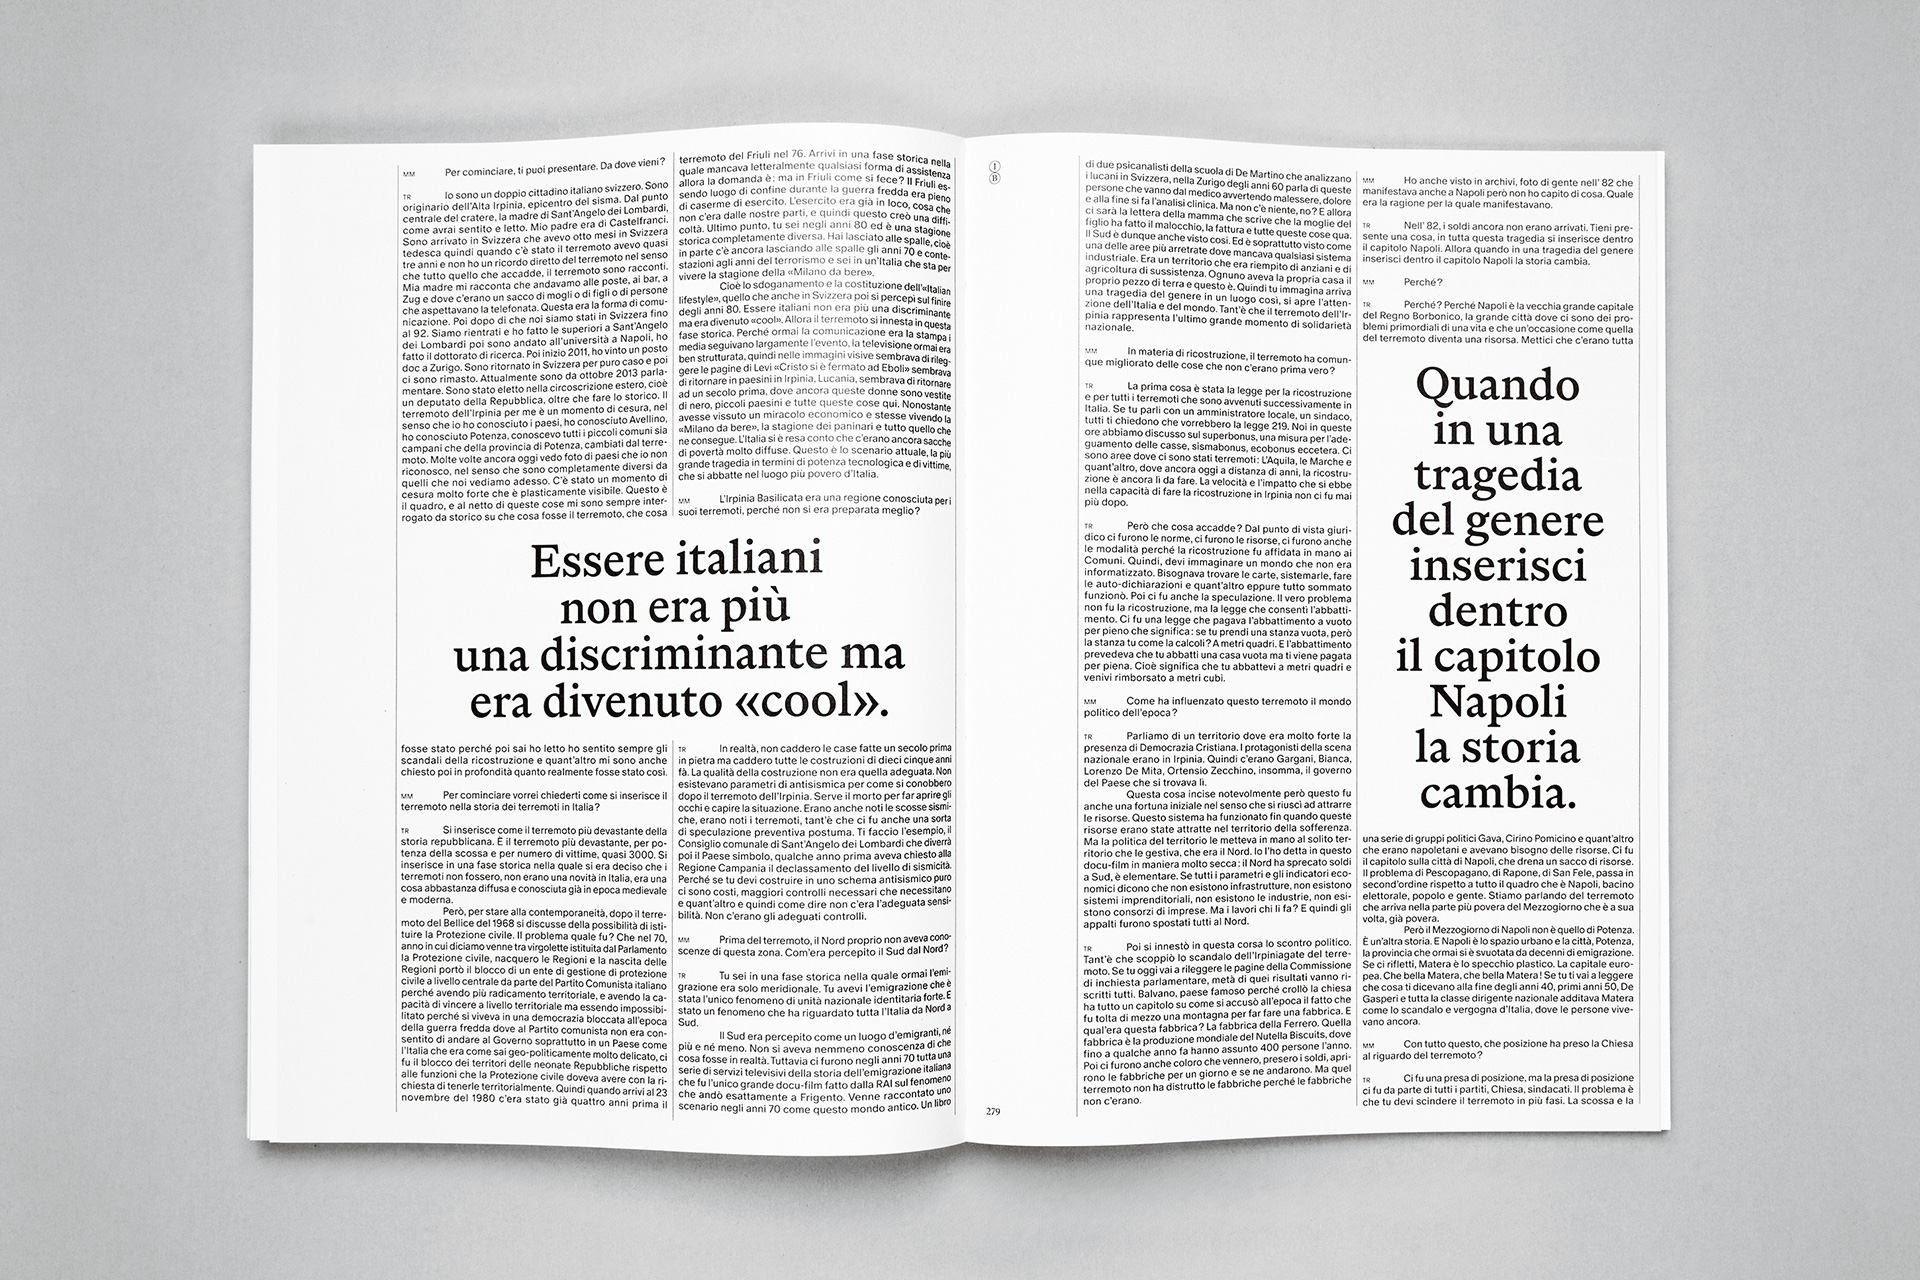 MM Per cominciare, ti puoi presentare. Da dove vieni?
TR Io sono un doppio cittadino italiano svizzero. Sono
originario dell'Alta Irpinia, epicentro del sisma. Dal punto
centrale del cratere, la madre di Sant'Angelo dei Lombardi,
come avrai sentito e letto. Mio padre era di Castelfranci.
Sono arrivato in Svizzera che avevo otto mesi in Svizzera
tedesca quindi quando c'è stato il terremoto avevo quasi
tre anni e non ho un ricordo diretto del terremoto nel senso
che tutto quello che accadde, il terremoto sono racconti.
Mia madre mi racconta che andavamo alle poste, ai bar, a
Zug e dove c'erano un sacco di mogli o di figli o di persone
che aspettavano la telefonata. Questa era la forma di comu-
nicazione. Poi dopo di che noi siamo stati in Svizzera fino
al 92. Siamo rientrati e ho fatto le superiori a Sant'Angelo
dei Lombardi poi sono andato all'università a Napoli, ho
fatto il dottorato di ricerca. Poi inizio 2011, ho vinto un posto
doc a Zurigo. Sono ritornato in Svizzera per puro caso e poi
ci sono rimasto. Attualmente sono da ottobre 2013 parla-
mentare. Sono stato eletto nella circoscrizione estero, cioè
un deputato della Repubblica, oltre che fare lo storico. Il
terremoto dell'Irpinia per me è un momento di cesura, nel
senso che io ho conosciuto i paesi, ho conosciuto Avellino,
ho conosciuto Potenza, conoscevo tutti i piccoli comuni sia
campani che della provincia di Potenza, cambiati dal terre-
moto. Molte volte ancora oggi vedo foto di paesi che io non
riconosco, nel senso che sono completamente diversi da
quelli che noi vediamo adesso. C'è stato un momento di
cesura molto forte che è plasticamente visibile. Questo è
il quadro, e al netto di queste cose mi sono sempre inter-
rogato da storico su che cosa fosse il terremoto, che cosa
terremoto del Friuli nel 76. Arrivi in una fase storica nella
quale mancava letteralmente qualsiasi forma di assistenza
allora la domanda è: ma in Friuli come si fece? Il Friuli es-
sendo luogo di confine durante la guerra fredda era pieno
di caserme di esercito. L'esercito era già in loco, cosa che
non c'era dalle nostre parti, e quindi questo creò una diffi-
coltà. Ultimo punto, tu sei negli anni 80 ed è una stagione
storica completamente diversa. Hai lasciato alle spalle, cioè
in parte c'è ancora lasciando alle spalle gli anni 70 e conte-
stazioni agli anni del terrorismo e sei in un'Italia che sta per
vivere la stagione della «Milano da bere».
Cioè lo sdoganamento e la costituzione dell'«Italian
lifestyle», quello che anche in Svizzera poi si percepì sul finire
degli anni 80. Essere italiani non era più una discriminante
ma era divenuto «cool». Allora il terremoto si innesta in questa
fase storica. Perché ormai la comunicazione era la stampa i
media seguivano largamente l'evento, la televisione ormai era
ben strutturata, quindi nelle immagini visive sembrava di rileg-
gere le pagine di Levi «Cristo si è fermato ad Eboli» sembrava
di ritornare in paesini in Irpinia, Lucania, sembrava di ritornare
ad un secolo prima, dove ancora queste donne sono vestite
di nero, piccoli paesini e tutte queste cose qui. Nonostante
avesse vissuto un miracolo economico e stesse vivendo la
«Milano da bere», la stagione dei paninari e tutto quello che
ne consegue. L'Italia si è resa conto che c'erano ancora sacche
di povertà molto diffuse. Questo è lo scenario attuale, la più
grande tragedia in termini di potenza tecnologica e di vittime,
che si abbatte nel luogo più povero d'Italia.
MM L'Irpinia Basilicata era una regione conosciuta per i
suoi terremoti, perché non si era preparata meglio?
Essere italiani
non era più
una discriminante ma
era divenuto «cool».
fosse stato perché poi sai ho letto ho sentito sempre gli
scandali della ricostruzione e quant'altro mi sono anche
chiesto poi in profondità quanto realmente fosse stato così.
MM Per cominciare vorrei chiederti come si inserisce il
terremoto nella storia dei terremoti in Italia?
TR Si inserisce come il terremoto più devastante della
storia repubblicana. È il terremoto più devastante, per po-
tenza della scossa e per numero di vittime, quasi 3000. Si
inserisce in una fase storica nella quale si era deciso che i
terremoti non fossero, non erano una novità in Italia, era una
cosa abbastanza diffusa e conosciuta già in epoca medievale
e moderna.
Però, per stare alla contemporaneità, dopo il terre-
moto del Bellice del 1968 si discusse della possibilità di isti-
tuire la Protezione civile. Il problema quale fu? Che nel 70,
anno in cui diciamo venne tra virgolette istituita dal Parlamento
la Protezione civile, nacquero le Regioni e la nascita delle
Regioni portò il blocco di un ente di gestione di protezione
civile a livello centrale da parte del Partito Comunista italiano
perché avendo più radicamento territoriale, e avendo la ca-
pacità di vincere a livello territoriale ma essendo impossibi-
litato perché si viveva in una democrazia bloccata all'epoca
della guerra fredda dove al Partito comunista non era con-
sentito di andare al Governo soprattutto in un Paese come
l'Italia che era come sai geo-politicamente molto delicato, ci
fu il blocco dei territori delle neonate Repubbliche rispetto
alle funzioni che la Protezione civile doveva avere con la ri-
chiesta di tenerle territorialmente. Quindi quando arrivi al 23
novembre del 1980 c'era stato già quattro anni prima il
TR In realtà, non caddero le case fatte un secolo prima
in pietra ma caddero tutte le costruzioni di dieci cinque anni
fà. La qualità della costruzione non era quella adeguata. Non
esistevano parametri di antisismica per come si conobbero
dopo il terremoto dell'Irpinia. Serve il morto per far aprire gli
occhi e capire la situazione. Erano anche noti le scosse sismi-
che, erano noti i terremoti, tant'è che ci fu anche una sorta
di speculazione preventiva postuma. Ti faccio l'esempio, il
Consiglio comunale di Sant'Angelo dei Lombardi che diverrà
poi il Paese simbolo, qualche anno prima aveva chiesto alla
Regione Campania il declassamento del livello di sismicità.
Perché se tu devi costruire in uno schema antisismico puro
ci sono costi, maggiori controlli necessari che necessitano
e quant'altro e quindi come dire non c'era l'adeguata sensi-
bilità. Non c'erano gli adeguati controlli.
MM Prima del terremoto, il Nord proprio non aveva cono-
scenze di questa zona. Com'era percepito il Sud dal Nord?
TR Tu sei in una fase storica nella quale ormai l'emi-
grazione era solo meridionale. Tu avevi l'emigrazione che è
stata l'unico fenomeno di unità nazionale identitaria forte. E
stato un fenomeno che ha riguardato tutta l'Italia da Nord a
Sud.
Il Sud era percepito come un luogo d'emigranti, né
più e né meno. Non si aveva nemmeno conoscenza di che
cosa fosse in realtà. Tuttavia ci furono negli anni 70 tutta una
serie di servizi televisivi della storia dell'emigrazione italiana
che fu l'unico grande docu-film fatto dalla RAI sul fenomeno
che andò esattamente a Frigento. Venne raccontato uno
scenario negli anni 70 come questo mondo antico. Un libro
I
B
279
di due psicanalisti della scuola di De Martino che analizzano
i lucani in Svizzera, nella Zurigo degli anni 60 parla di queste
persone che vanno dal medico avvertendo malessere, dolore
e alla fine si fa l'analisi clinica. Ma non c'è niente, no? E allora
ci sarà la lettera della mamma che scrive che la moglie del
figlio ha fatto il malocchio, la fattura e tutte queste cose qua.
Il Sud è dunque anche visto così. Ed è soprattutto visto come
una delle aree più arretrate dove mancava qualsiasi sistema
industriale. Era un territorio che era riempito di anziani e di
agricoltura di sussistenza. Ognuno aveva la propria casa il
proprio pezzo di terra e questo è. Quindi tu immagina arriva
una tragedia del genere in un luogo così, si apre l'atten-
zione dell'Italia e del mondo. Tant'è che il terremoto dell'Ir-
pinia rappresenta l'ultimo grande momento di solidarietà
nazionale.
MM In materia di ricostruzione, il terremoto ha comun-
que migliorato delle cose che non c'erano prima vero?
TR La prima cosa è stata la legge per la ricostruzione
e per tutti i terremoti che sono avvenuti successivamente in
Italia. Se tu parli con un amministratore locale, un sindaco,
tutti ti chiedono che vorrebbero la legge 219. Noi in queste
ore abbiamo discusso sul superbonus, una misura per l'ade-
guamento delle casse, sismabonus, ecobonus eccetera. Ci
sono aree dove ci sono stati terremoti: L'Aquila, le Marche e
quant'altro, dove ancora oggi a distanza di anni, la ricostru-
zione è ancora lì da fare. La velocità e l'impatto che si ebbe
nella capacità di fare la ricostruzione in Irpinia non ci fu mai
più dopo.
TR Però che cosa accadde? Dal punto di vista giuri-
dico ci furono le norme, ci furono le risorse, ci furono anche
le modalità perché la ricostruzione fu affidata in mano ai
Comuni. Quindi, devi immaginare un mondo che non era
informatizzato. Bisognava trovare le carte, sistemarle, fare
le auto-dichiarazioni e quant'altro eppure tutto sommato
funzionò. Poi ci fu anche la speculazione. Il vero problema
non fu la ricostruzione, ma la legge che consentì l'abbatti-
mento. Ci fu una legge che pagava l'abbattimento a vuoto
per pieno che significa: se tu prendi una stanza vuota, però
la stanza tu come la calcoli? A metri quadri. E l'abbattimento
prevedeva che tu abbatti una casa vuota ma ti viene pagata
per piena. Cioè significa che tu abbattevi a metri quadri e
venivi rimborsato a metri cubi.
MM Come ha influenzato questo terremoto il mondo
politico dell'epoca?
TR Parliamo di un territorio dove era molto forte la
presenza di Democrazia Cristiana. I protagonisti della scena
nazionale erano in Irpinia. Quindi c'erano Gargani, Bianca,
Lorenzo De Mita, Ortensio Zecchino, insomma, il governo
del Paese che si trovava lì.
Questa cosa incise notevolmente però questo fu
anche una fortuna iniziale nel senso che si riuscì ad attrarre
le risorse. Questo sistema ha funzionato fin quando queste
risorse erano state attratte nel territorio della sofferenza.
Ma la politica del territorio le metteva in mano al solito ter-
ritorio che le gestiva, che era il Nord. Io l'ho detta in questo
docu-film in maniera molto secca: il Nord ha sprecato soldi
a Sud, è elementare. Se tutti i parametri e gli indicatori eco-
nomici dicono che non esistono infrastrutture, non esistono
sistemi imprenditoriali, non esistono le industrie, non esi-
stono consorzi di imprese. Ma i lavori chi li fa? E quindi gli
appalti furono spostati tutti al Nord.
TR Poi si innestò in questa corsa lo scontro politico.
Tant'è che scoppiò lo scandalo dell'Irpiniagate del terre-
moto. Se tu oggi vai a rileggere le pagine della Commissione
di inchiesta parlamentare, metà di quei risultati vanno ri-
scritti tutti. Balvano, paese famoso perché crollò la chiesa
ha tutto un capitolo su come si accusò all'epoca il fatto che
fu tolta di mezzo una montagna per far fare una fabbrica. E
qual'era questa fabbrica? La fabbrica della Ferrero. Quella
fabbrica è la produzione mondiale del Nutella Biscuits, dove
fino a qualche anno fa hanno assunto 400 persone l'anno.
Poi ci furono anche coloro che vennero, presero i soldi, apri-
rono le fabbriche per un giorno e se ne andarono. Ma quel
terremoto non ha distrutto le fabbriche perché le fabbriche
non c'erano.
MM Ho anche visto in archivi, foto di gente nell' 82 che
manifestava anche a Napoli però non ho capito di cosa. Quale
era la ragione per la quale manifestavano.
TR Nell' 82, i soldi ancora non erano arrivati. Tieni pre-
sente una cosa, in tutta questa tragedia si inserisce dentro
il capitolo Napoli. Allora quando in una tragedia del genere
inserisci dentro il capitolo Napoli la storia cambia.
MM Perché?
TR Perché? Perché Napoli è la vecchia grande capitale
del Regno Borbonico, la grande città dove ci sono dei pro-
blemi primordiali di una vita e che un'occasione come quella
del terremoto diventa una risorsa. Mettici che c'erano tutta
Quando
in una
tragedia
del genere
inserisci
dentro
il capitolo
Napoli
la storia
cambia.
una serie di gruppi politici Gava, Cirino Pomicino e quant'altro
che erano napoletani e avevano bisogno delle risorse. Ci fu
il capitolo sulla città di Napoli, che drena un sacco di risorse.
Il problema di Pescopagano, di Rapone, di San Fele, passa in
second'ordine rispetto a tutto il quadro che è Napoli, bacino
elettorale, popolo e gente. Stiamo parlando del terremoto
che arriva nella parte più povera del Mezzogiorno che è a sua
volta, già povera.
Però il Mezzogiorno di Napoli non è quello di Potenza.
È un'altra storia. E Napoli è lo spazio urbano e la città, Potenza,
la provincia che ormai si è svuotata da decenni di emigrazione.
Se ci rifletti, Matera è lo specchio plastico. La capitale euro-
pea. Che bella Matera, che bella Matera! Se tu ti vai a leggere
che cosa ti dicevano alla fine degli anni 40, primi anni 50, De
Gasperi e tutta la classe dirigente nazionale additava Matera
come lo scandalo e vergogna d'Italia, dove le persone vive-
vano ancora.
MM Con tutto questo, che posizione ha preso la Chiesa
al riguardo del terremoto?
TR Ci fu una presa di posizione, ma la presa di posizione
ci fu da parte di tutti i partiti, Chiesa, sindacati. Il problema è
che tu devi scindere il terremoto in più fasi. La scossa e la